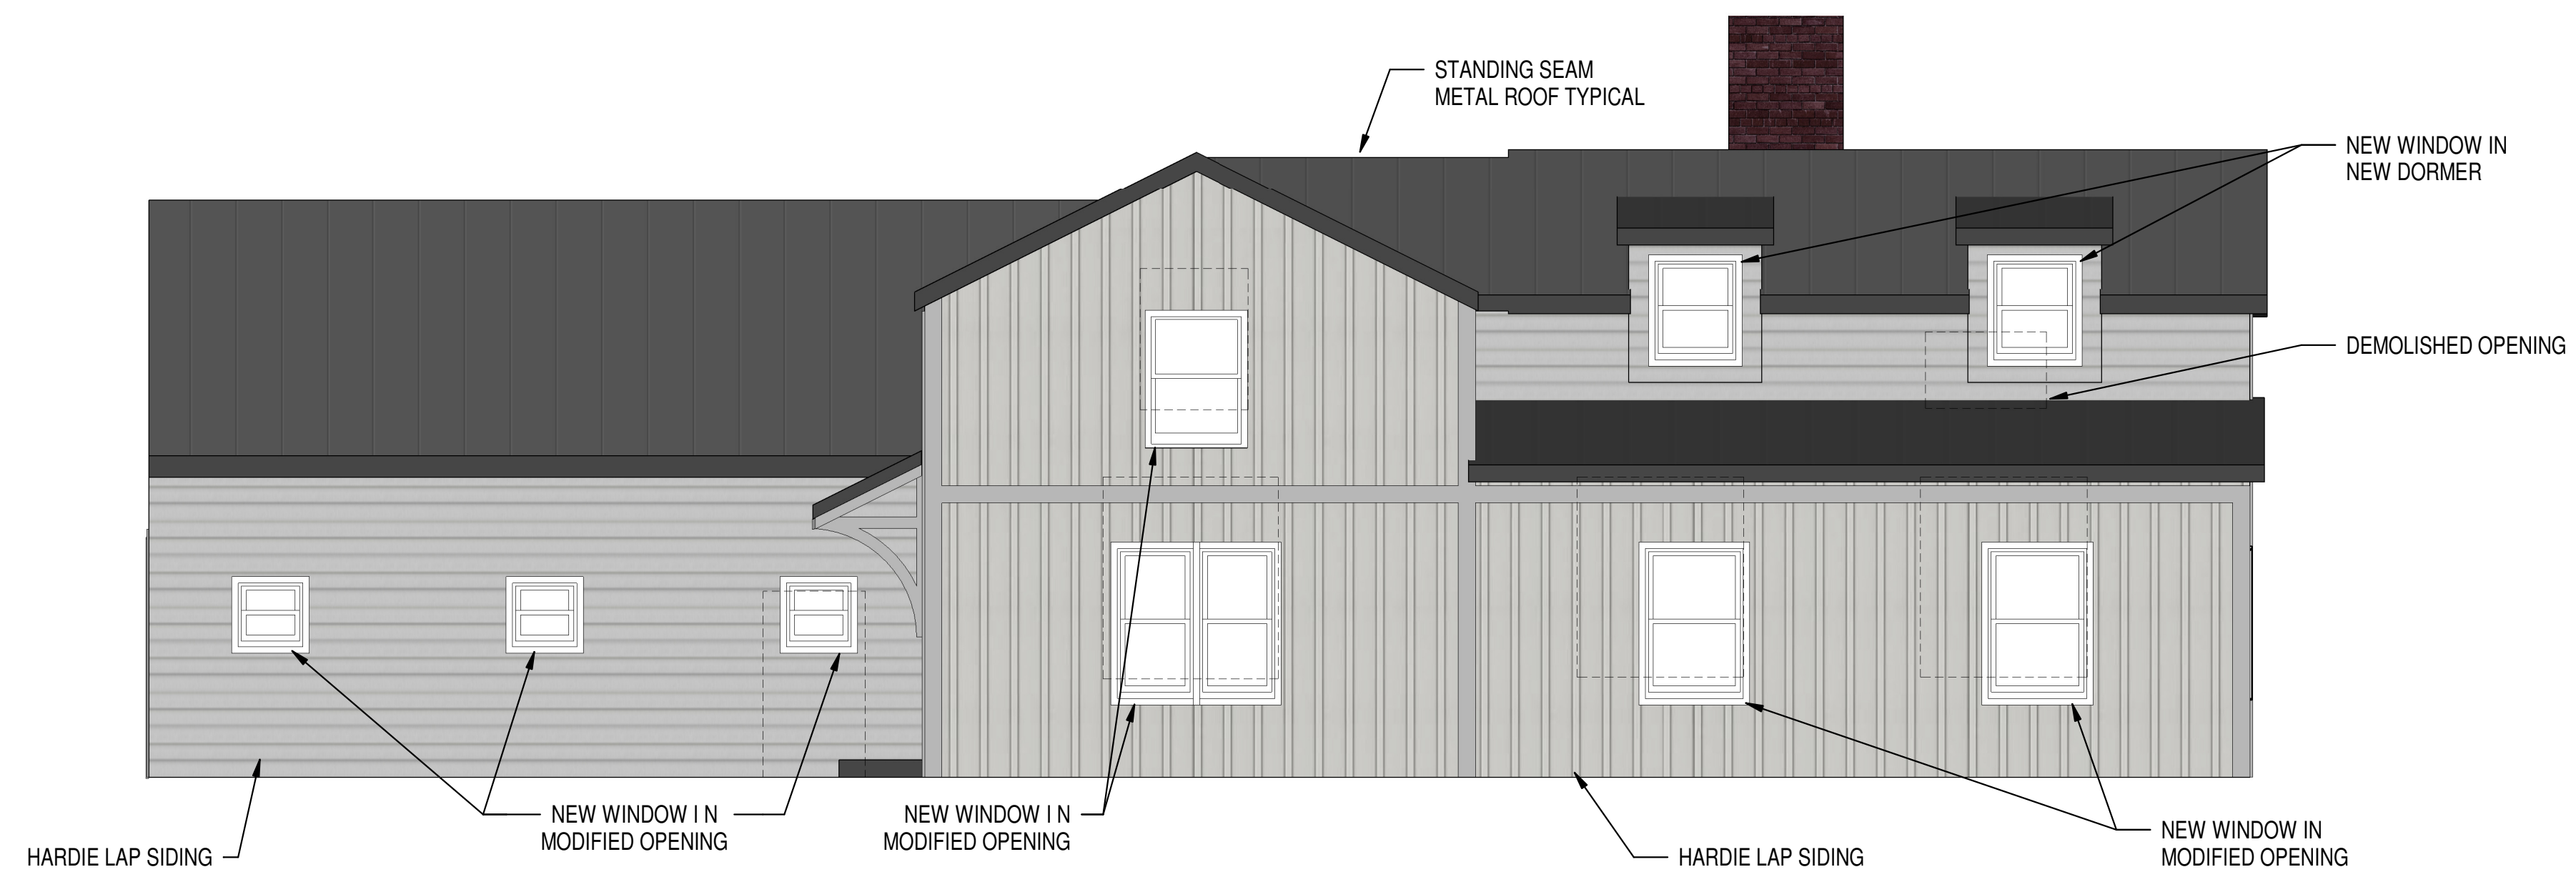 STANDING SEAM
METAL ROOF TYPICAL
NEW WINDOW IN
NEW DORMER
DEMOLISHED OPENING
NEW WINDOW I N
MODIFIED OPENING
NEW WINDOW I N
MODIFIED OPENING
NEW WINDOW IN
MODIFIED OPENING
HARDIE LAP SIDING
HARDIE LAP SIDING